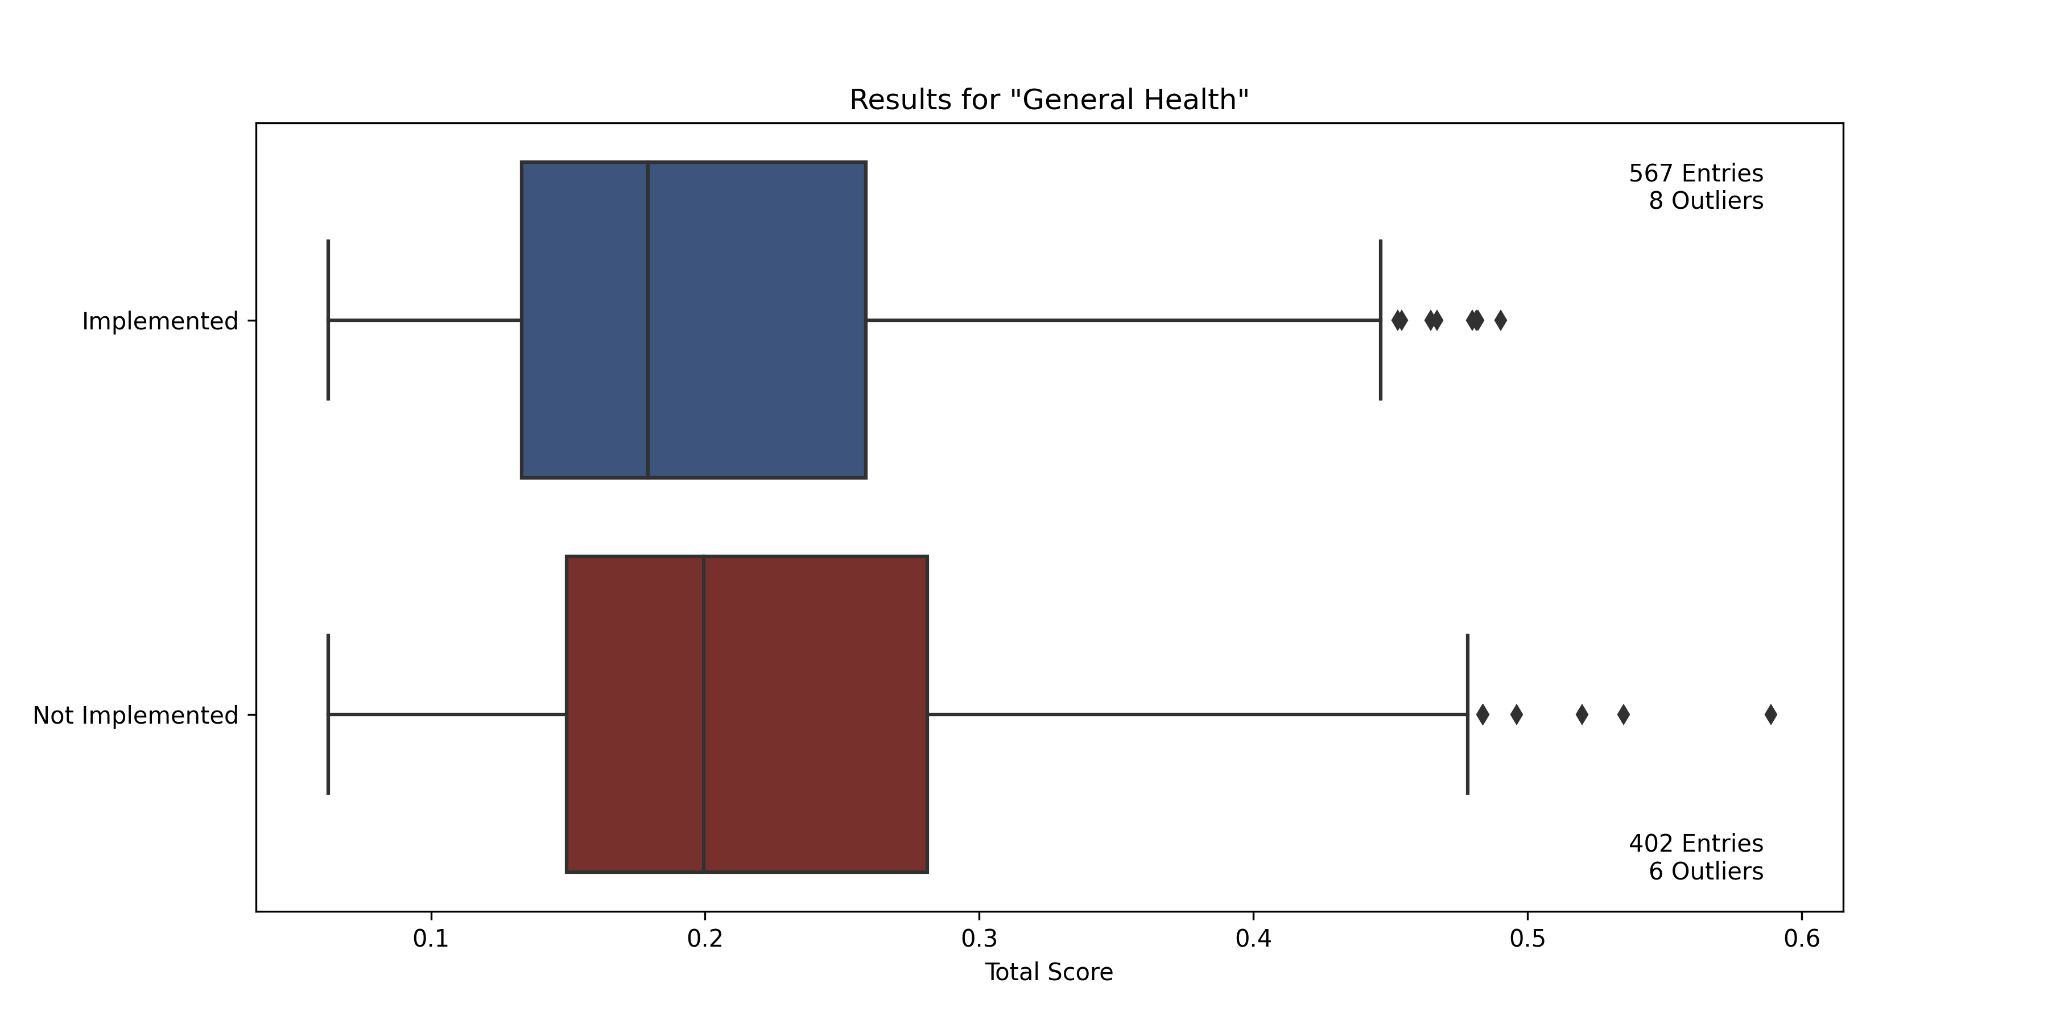 Results for "General Health"
567 Entries
8 Outliers
Implemented
Not Implemented
402 Entries
6 Outliers
0.1 0.2 0.3 0.4 0.5 0.6
Total Score